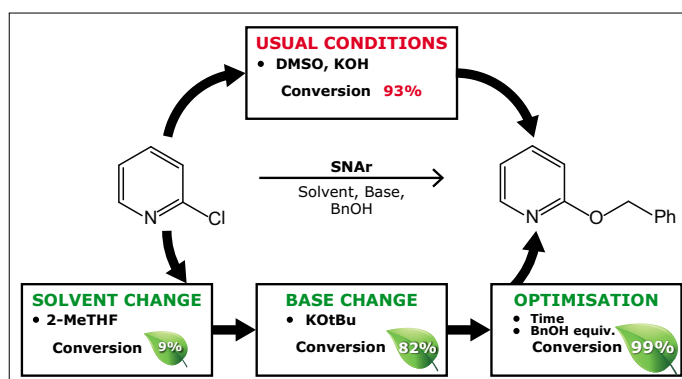 USUAL CONDITIONS
• DMSO, KOH
Conversion 93%
N
Cl
SNAr
Solvent, Base,
BnOH
N
O
Ph
SOLVENT CHANGE
• 2-MeTHF
Conversion 9%
BASE CHANGE
• KOtBu
Conversion 82%
OPTIMISATION
• Time
• BnOH equiv.
Conversion 99%